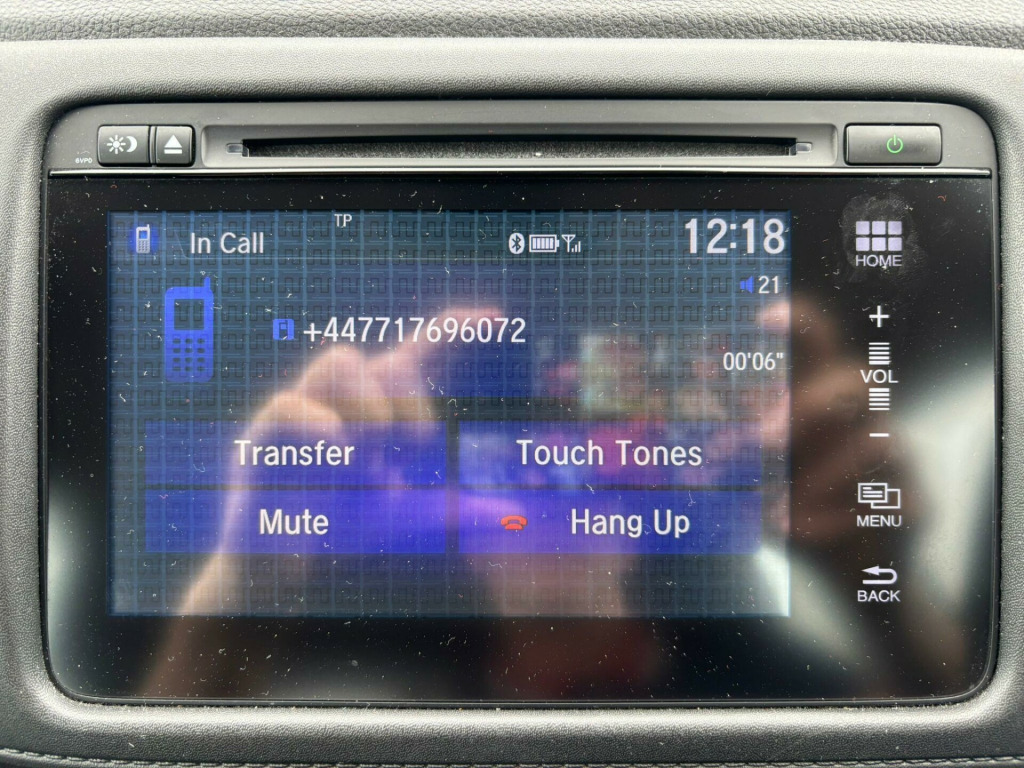 6VP0
In Call
TP
12:18
HOME
21
+447717696072
+
00'06"
VOL
−
Transfer
Touch Tones
Mute
Hang Up
MENU
BACK